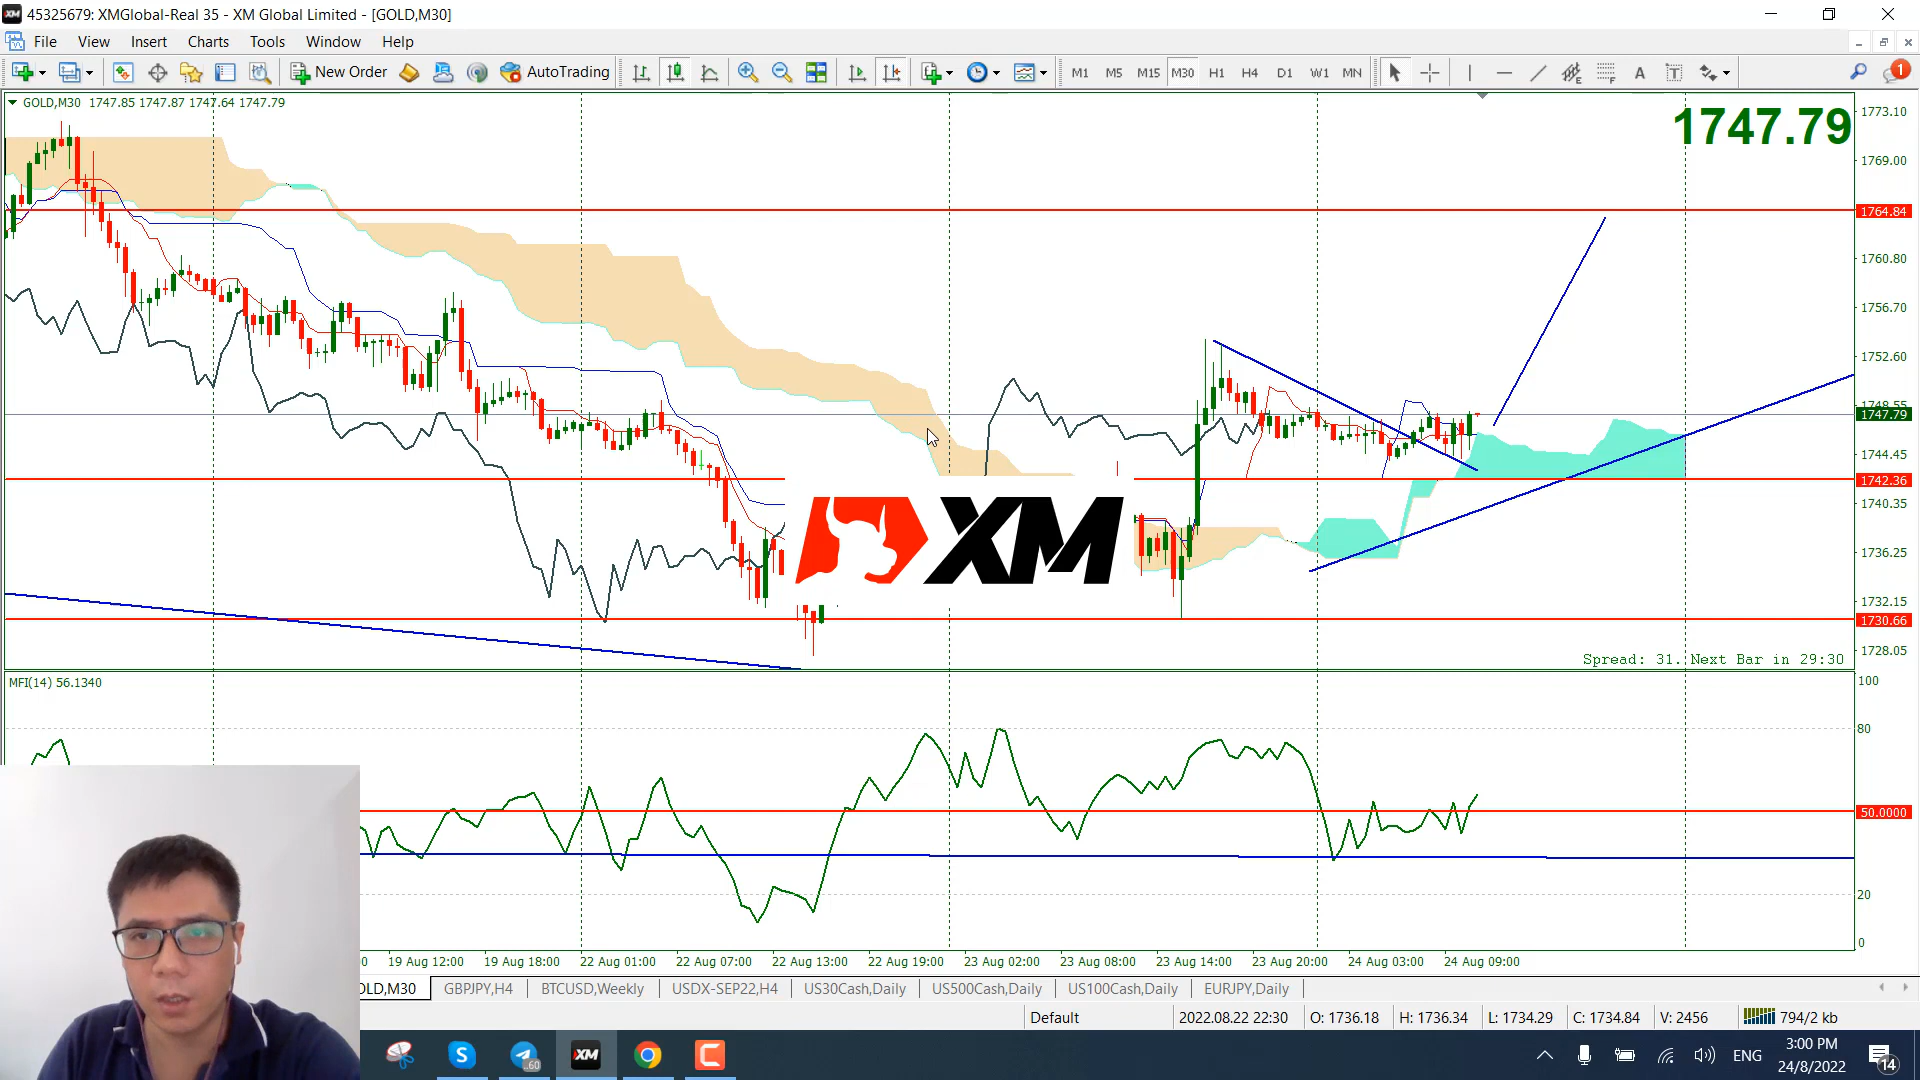 45325679: XMGlobal-Real 35 - XM Global Limited - [GOLD,M30]
File View Insert Charts Tools Window Help
New Order AutoTrading M1 M5 M15 M30 H1 H4 D1 W1 MN A T 1
GOLD,M30 1747.85 1747.87 1747.64 1747.79
1747.79
1773.10
1769.00
1764.84
1760.80
1756.70
1752.60
1748.55
1747.79
1744.45
1742.36
1740.35
1736.25
1732.15
1730.66
1728.05
XM
Spread: 31. Next Bar in 29:30
MFI(14) 56.1340
100
80
50.0000
20
0
19 Aug 12:00 19 Aug 18:00 22 Aug 01:00 22 Aug 07:00 22 Aug 13:00 22 Aug 19:00 23 Aug 02:00 23 Aug 08:00 23 Aug 14:00 23 Aug 20:00 24 Aug 03:00 24 Aug 09:00
OLD,M30 GBPJPY,H4 BTCUSD,Weekly USDX-SEP22,H4 US30Cash,Daily US500Cash,Daily US100Cash,Daily EURJPY,Daily
Default 2022.08.22 22:30 O: 1736.18 H: 1736.34 L: 1734.29 C: 1734.84 V: 2456 794/2 kb
60 XM ENG 3:00 PM
24/8/2022 14